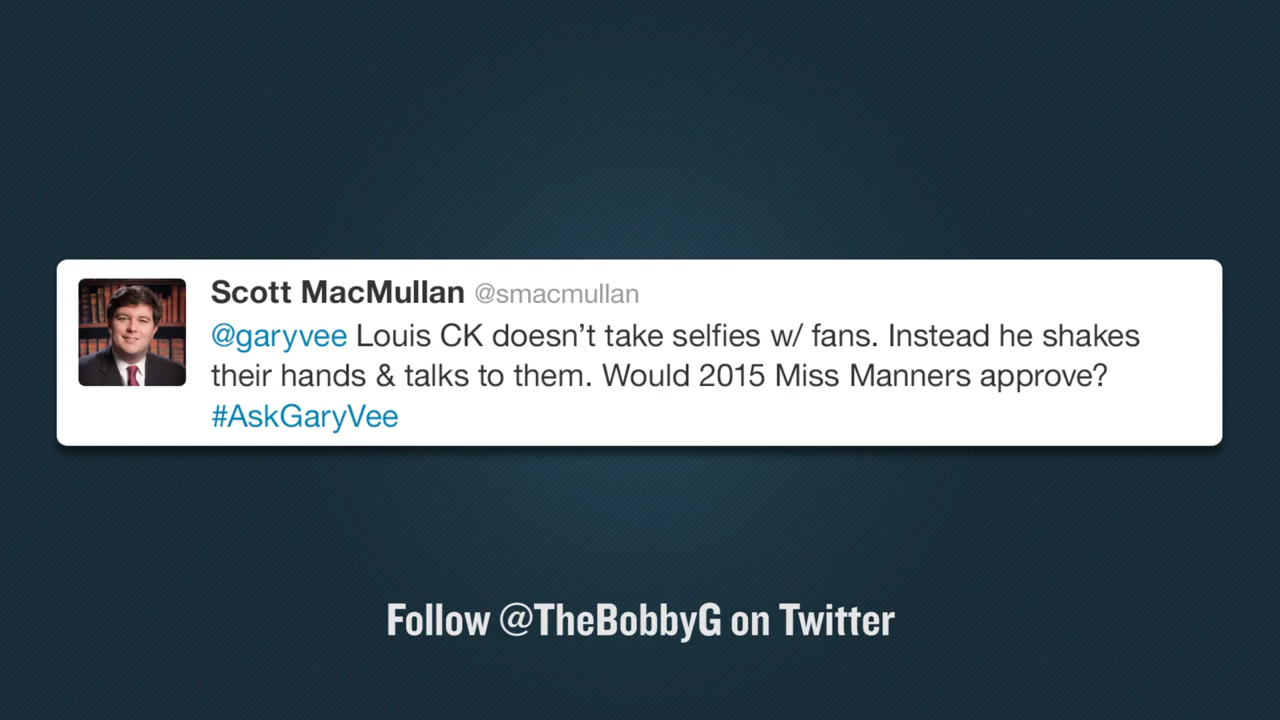 Scott MacMullan @smacmullan
@garyvee Louis CK doesn’t take selfies w/ fans. Instead he shakes
their hands & talks to them. Would 2015 Miss Manners approve?
#AskGaryVee
Follow @TheBobbyG on Twitter